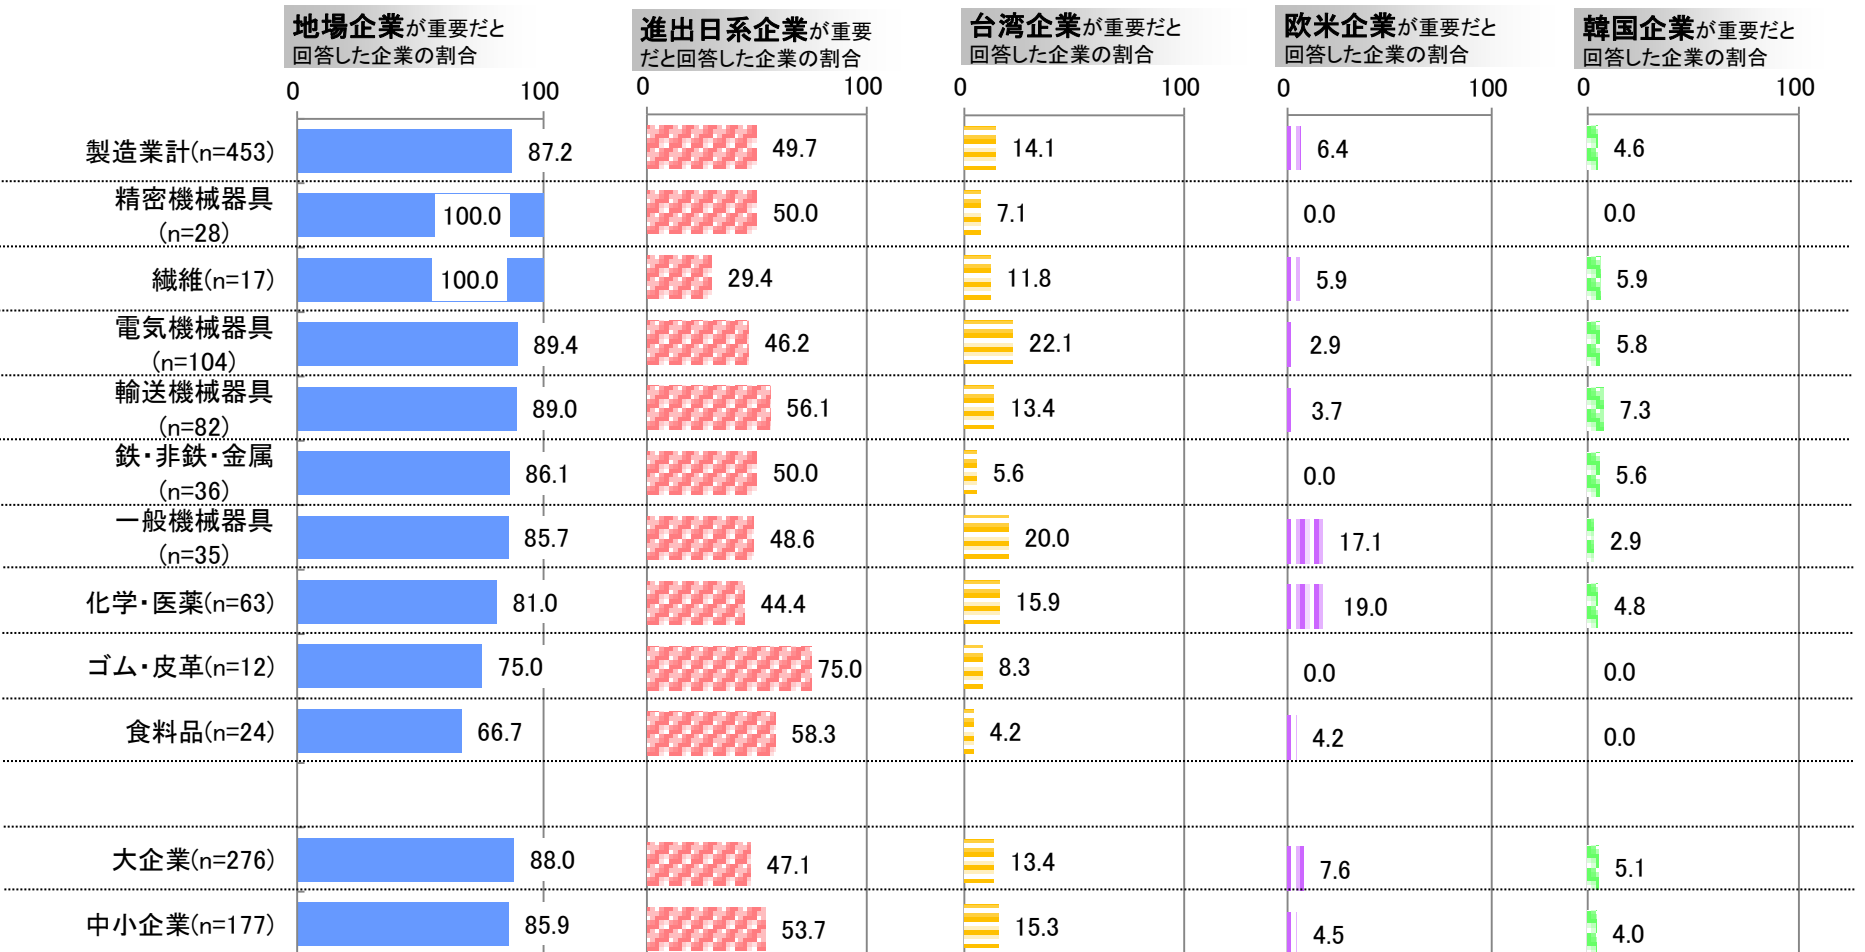 地場企業が重要だと
回答した企業の割合
進出日系企業が重要
だと回答した企業の割合
台湾企業が重要だと
回答した企業の割合
欧米企業が重要だと
回答した企業の割合
韓国企業が重要だと
回答した企業の割合
0 100 0 100 0 100 0 100 0 100
製造業計(n=453) 87.2 49.7 14.1 6.4 4.6
精密機械器具
(n=28) 100.0 50.0 7.1 0.0 0.0
繊維(n=17) 100.0 29.4 11.8 5.9 5.9
電気機械器具
(n=104) 89.4 46.2 22.1 2.9 5.8
輸送機械器具
(n=82) 89.0 56.1 13.4 3.7 7.3
鉄・非鉄・金属
(n=36) 86.1 50.0 5.6 0.0 5.6
一般機械器具
(n=35) 85.7 48.6 20.0 17.1 2.9
化学・医薬(n=63) 81.0 44.4 15.9 19.0 4.8
ゴム・皮革(n=12) 75.0 75.0 8.3 0.0 0.0
食料品(n=24) 66.7 58.3 4.2 4.2 0.0
大企業(n=276) 88.0 47.1 13.4 7.6 5.1
中小企業(n=177) 85.9 53.7 15.3 4.5 4.0